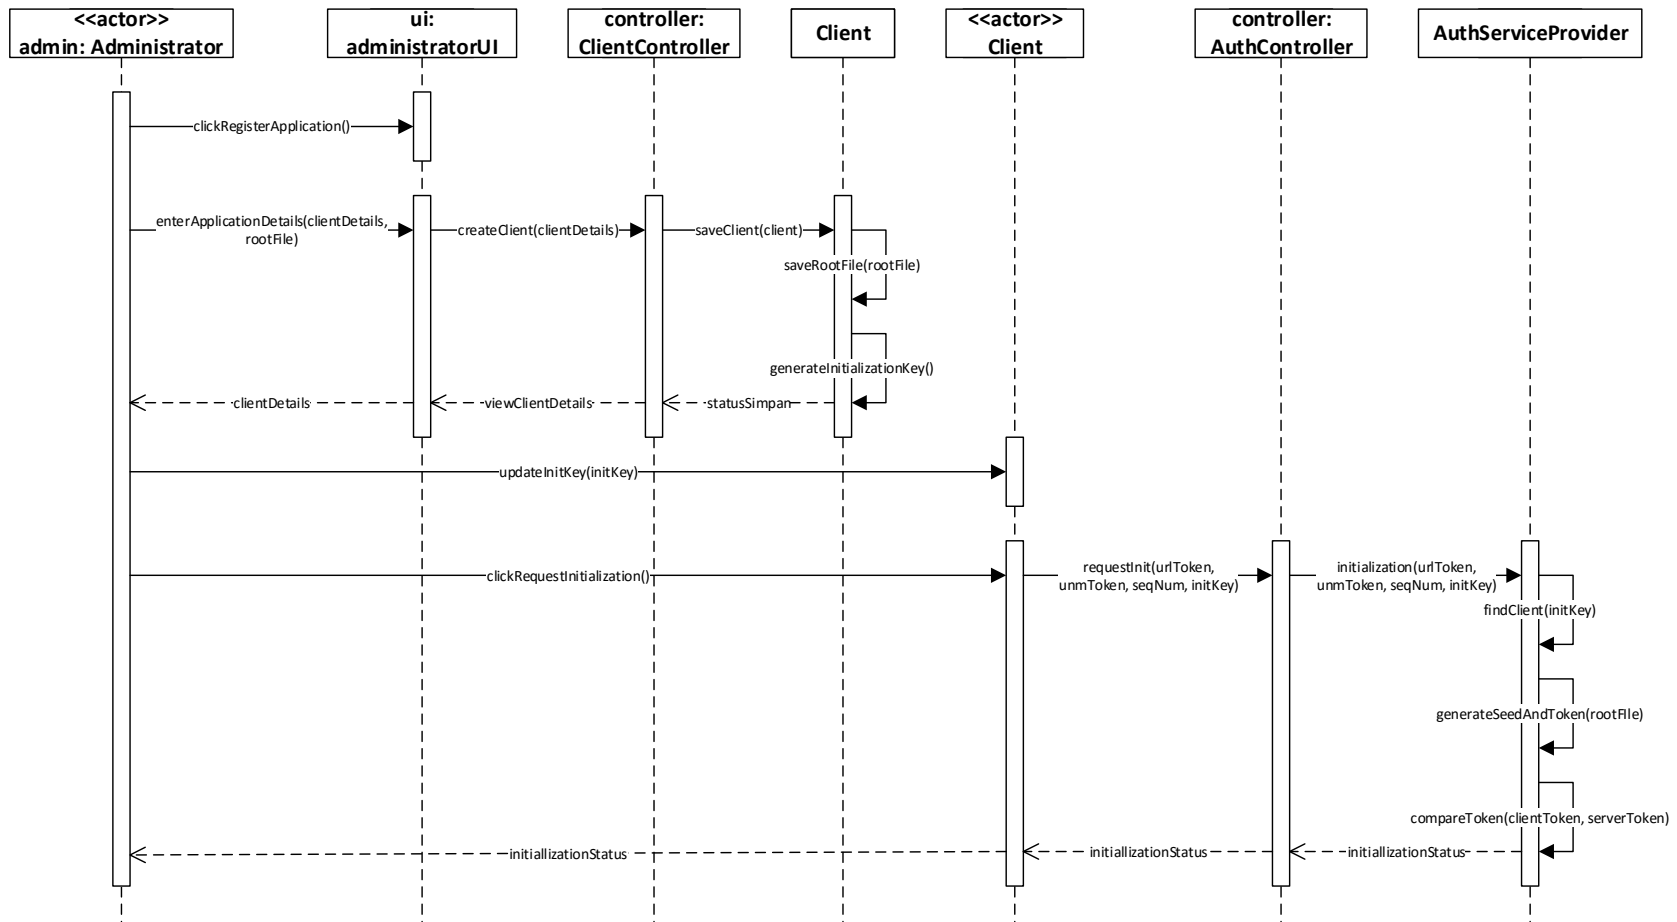 <<actor>>
admin: Administrator
ui:
administratorUI
controller:
ClientController
Client
<<actor>>
Client
controller:
AuthController
AuthServiceProvider
clickRegisterApplication()
enterApplicationDetails(clientDetails,
rootFile)
createClient(clientDetails)
saveClient(client)
saveRootFile(rootFile)
generateInitializationKey()
clientDetails
viewClientDetails
statusSimpan
updateInitKey(initKey)
clickRequestInitialization()
requestInit(urlToken,
unmToken, seqNum, initKey)
initialization(urlToken,
unmToken, seqNum, initKey)
findClient(initKey)
generateSeedAndToken(rootFIle)
compareToken(clientToken, serverToken)
initiallizationStatus
initiallizationStatus
initiallizationStatus